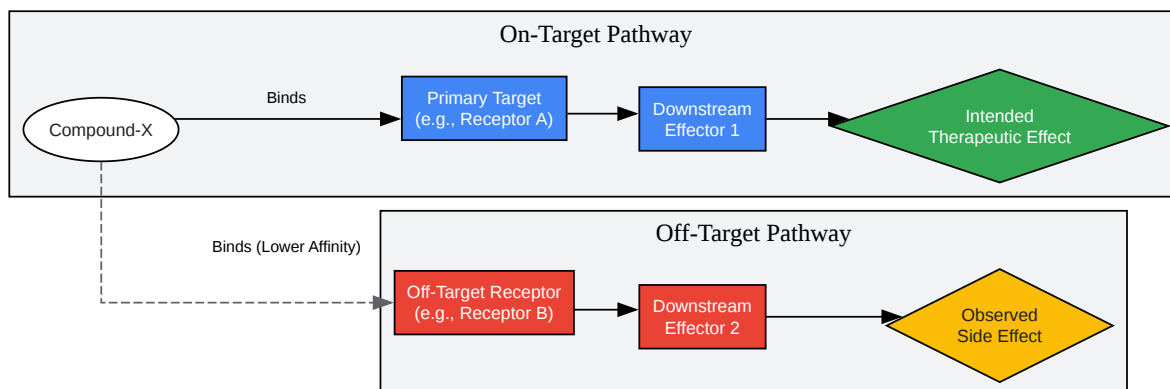 On-Target Pathway
Binds
Primary Target
(e.g., Receptor A)
Downstream
Effector 1
Intended
Therapeutic Effect
Compound-X
Off-Target Pathway
Binds (Lower Affinity)
Off-Target Receptor
(e.g., Receptor B)
Downstream
Effector 2
Observed
Side Effect